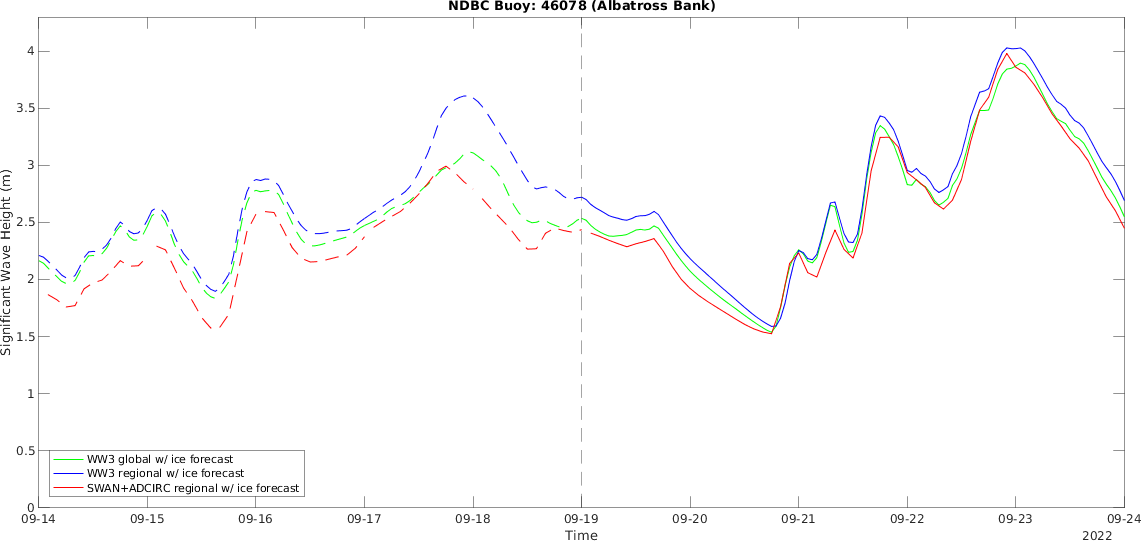 NDBC Buoy: 46078 (Albatross Bank)
Significant Wave Height (m)
4
3.5
3
2.5
2
1.5
1
0.5
0
WW3 global w/ ice forecast
WW3 regional w/ ice forecast
SWAN+ADCIRC regional w/ ice forecast
09-14 09-15 09-16 09-17 09-18 09-19 09-20 09-21 09-22 09-23 09-24
Time
2022